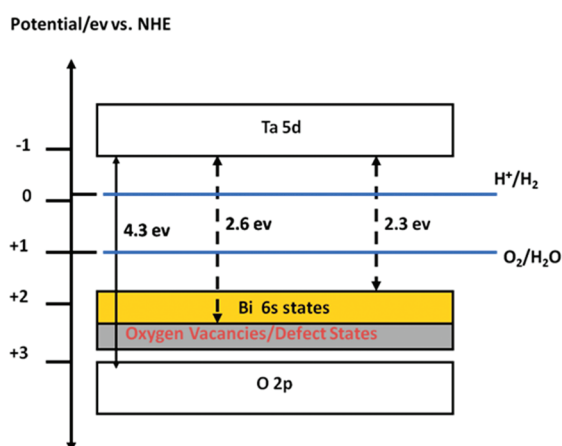 Potential/ev vs. NHE
Ta 5d
-1
H⁺/H₂
0
4.3 ev
2.6 ev
2.3 ev
+1
O₂/H₂O
+2
Bi 6s states
Oxygen Vacancies/Defect States
+3
O 2p